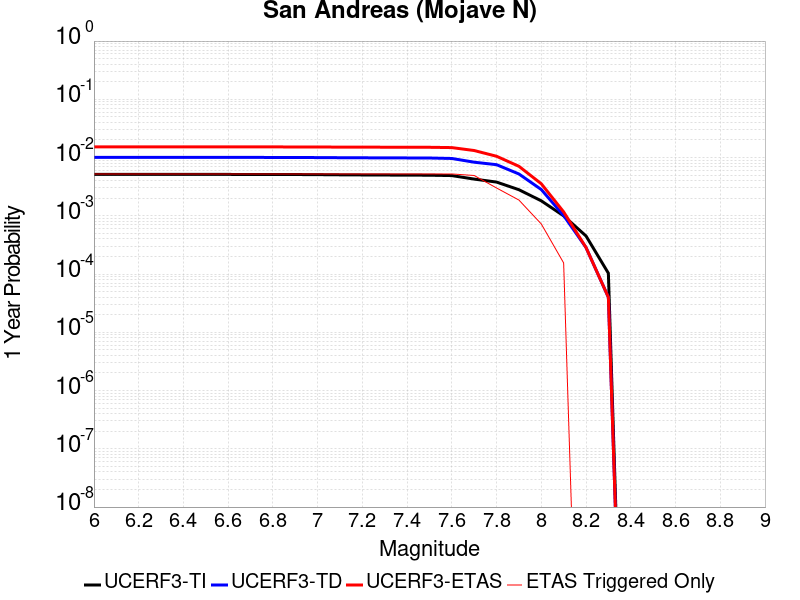 San Andreas (Mojave N)
10^0
10^-1
10^-2
10^-3
10^-4
10^-5
10^-6
10^-7
10^-8
1 Year Probability
6 6.2 6.4 6.6 6.8 7 7.2 7.4 7.6 7.8 8 8.2 8.4 8.6 8.8 9
Magnitude
UCERF3-TI UCERF3-TD UCERF3-ETAS ETAS Triggered Only